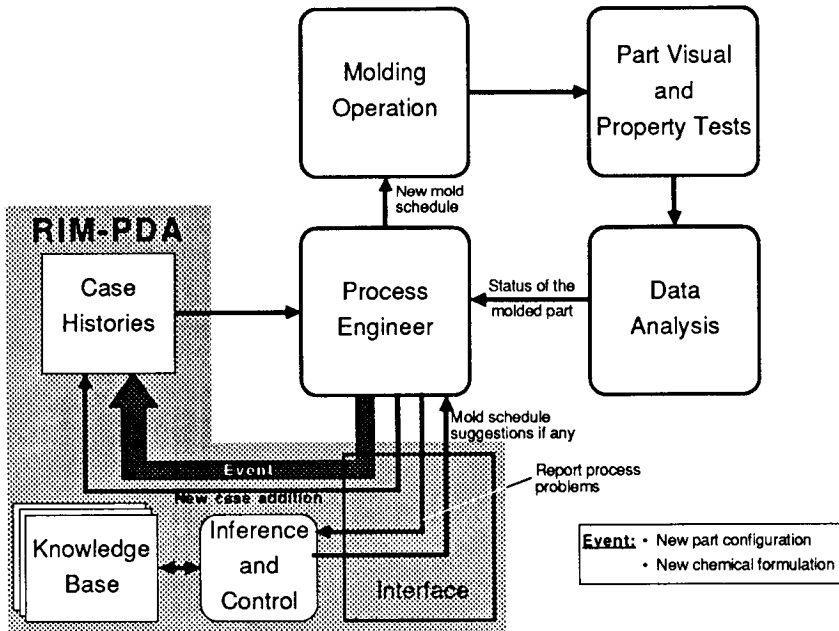 Molding
Operation
Part Visual
and
Property Tests
New mold
schedule
RIM-PDA
Case
Histories
Process
Engineer
Status of the
molded part
Data
Analysis
Mold schedule
suggestions if any
Event
New case addition
Report process
problems
Knowledge
Base
Inference
and
Control
Interface
Event: • New part configuration
• New chemical formulation